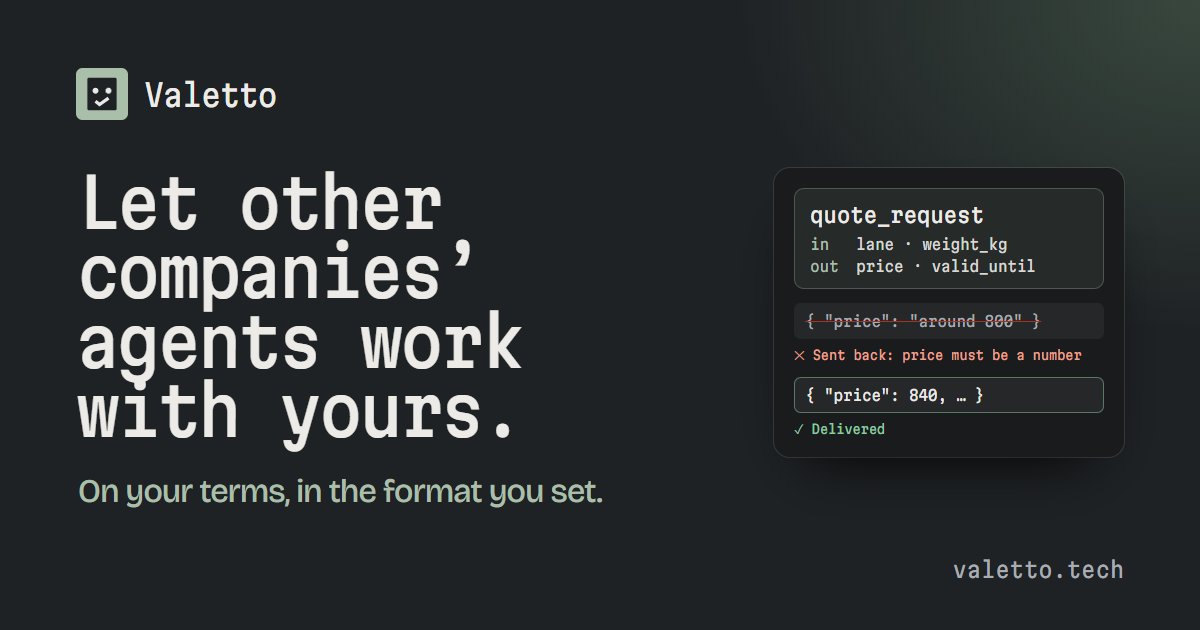 Valetto
Let other
companies’
agents work
with yours.
On your terms, in the format you set.
quote_request
in lane · weight_kg
out price · valid_until
{ "price": "around 800" }
✕ Sent back: price must be a number
{ "price": 840, … }
✓ Delivered
valetto.tech